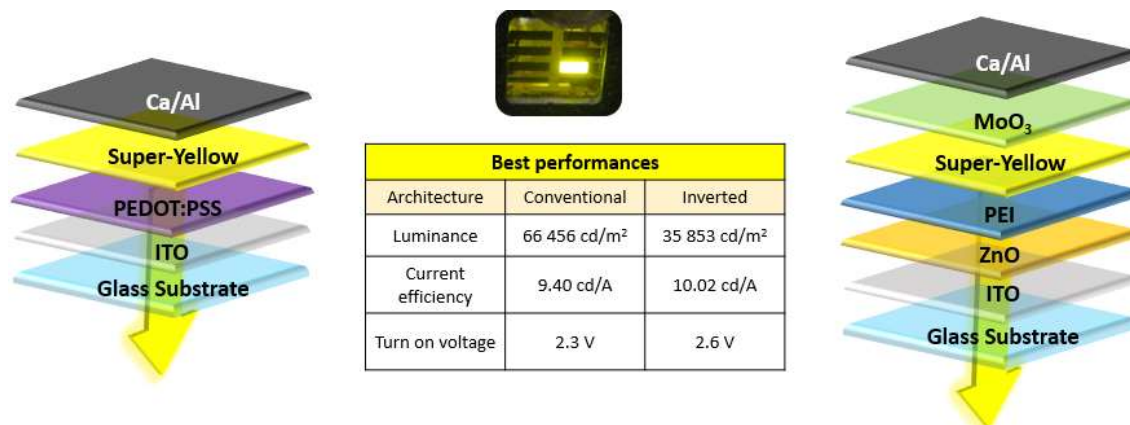 Ca/Al
Super-Yellow
PEDOT:PSS
ITO
Glass Substrate
Best performances
Architecture Conventional Inverted
Luminance 66 456 cd/m² 35 853 cd/m²
Current
efficiency 9.40 cd/A 10.02 cd/A
Turn on voltage 2.3 V 2.6 V
Ca/Al
MoO₃
Super-Yellow
PEI
ZnO
ITO
Glass Substrate